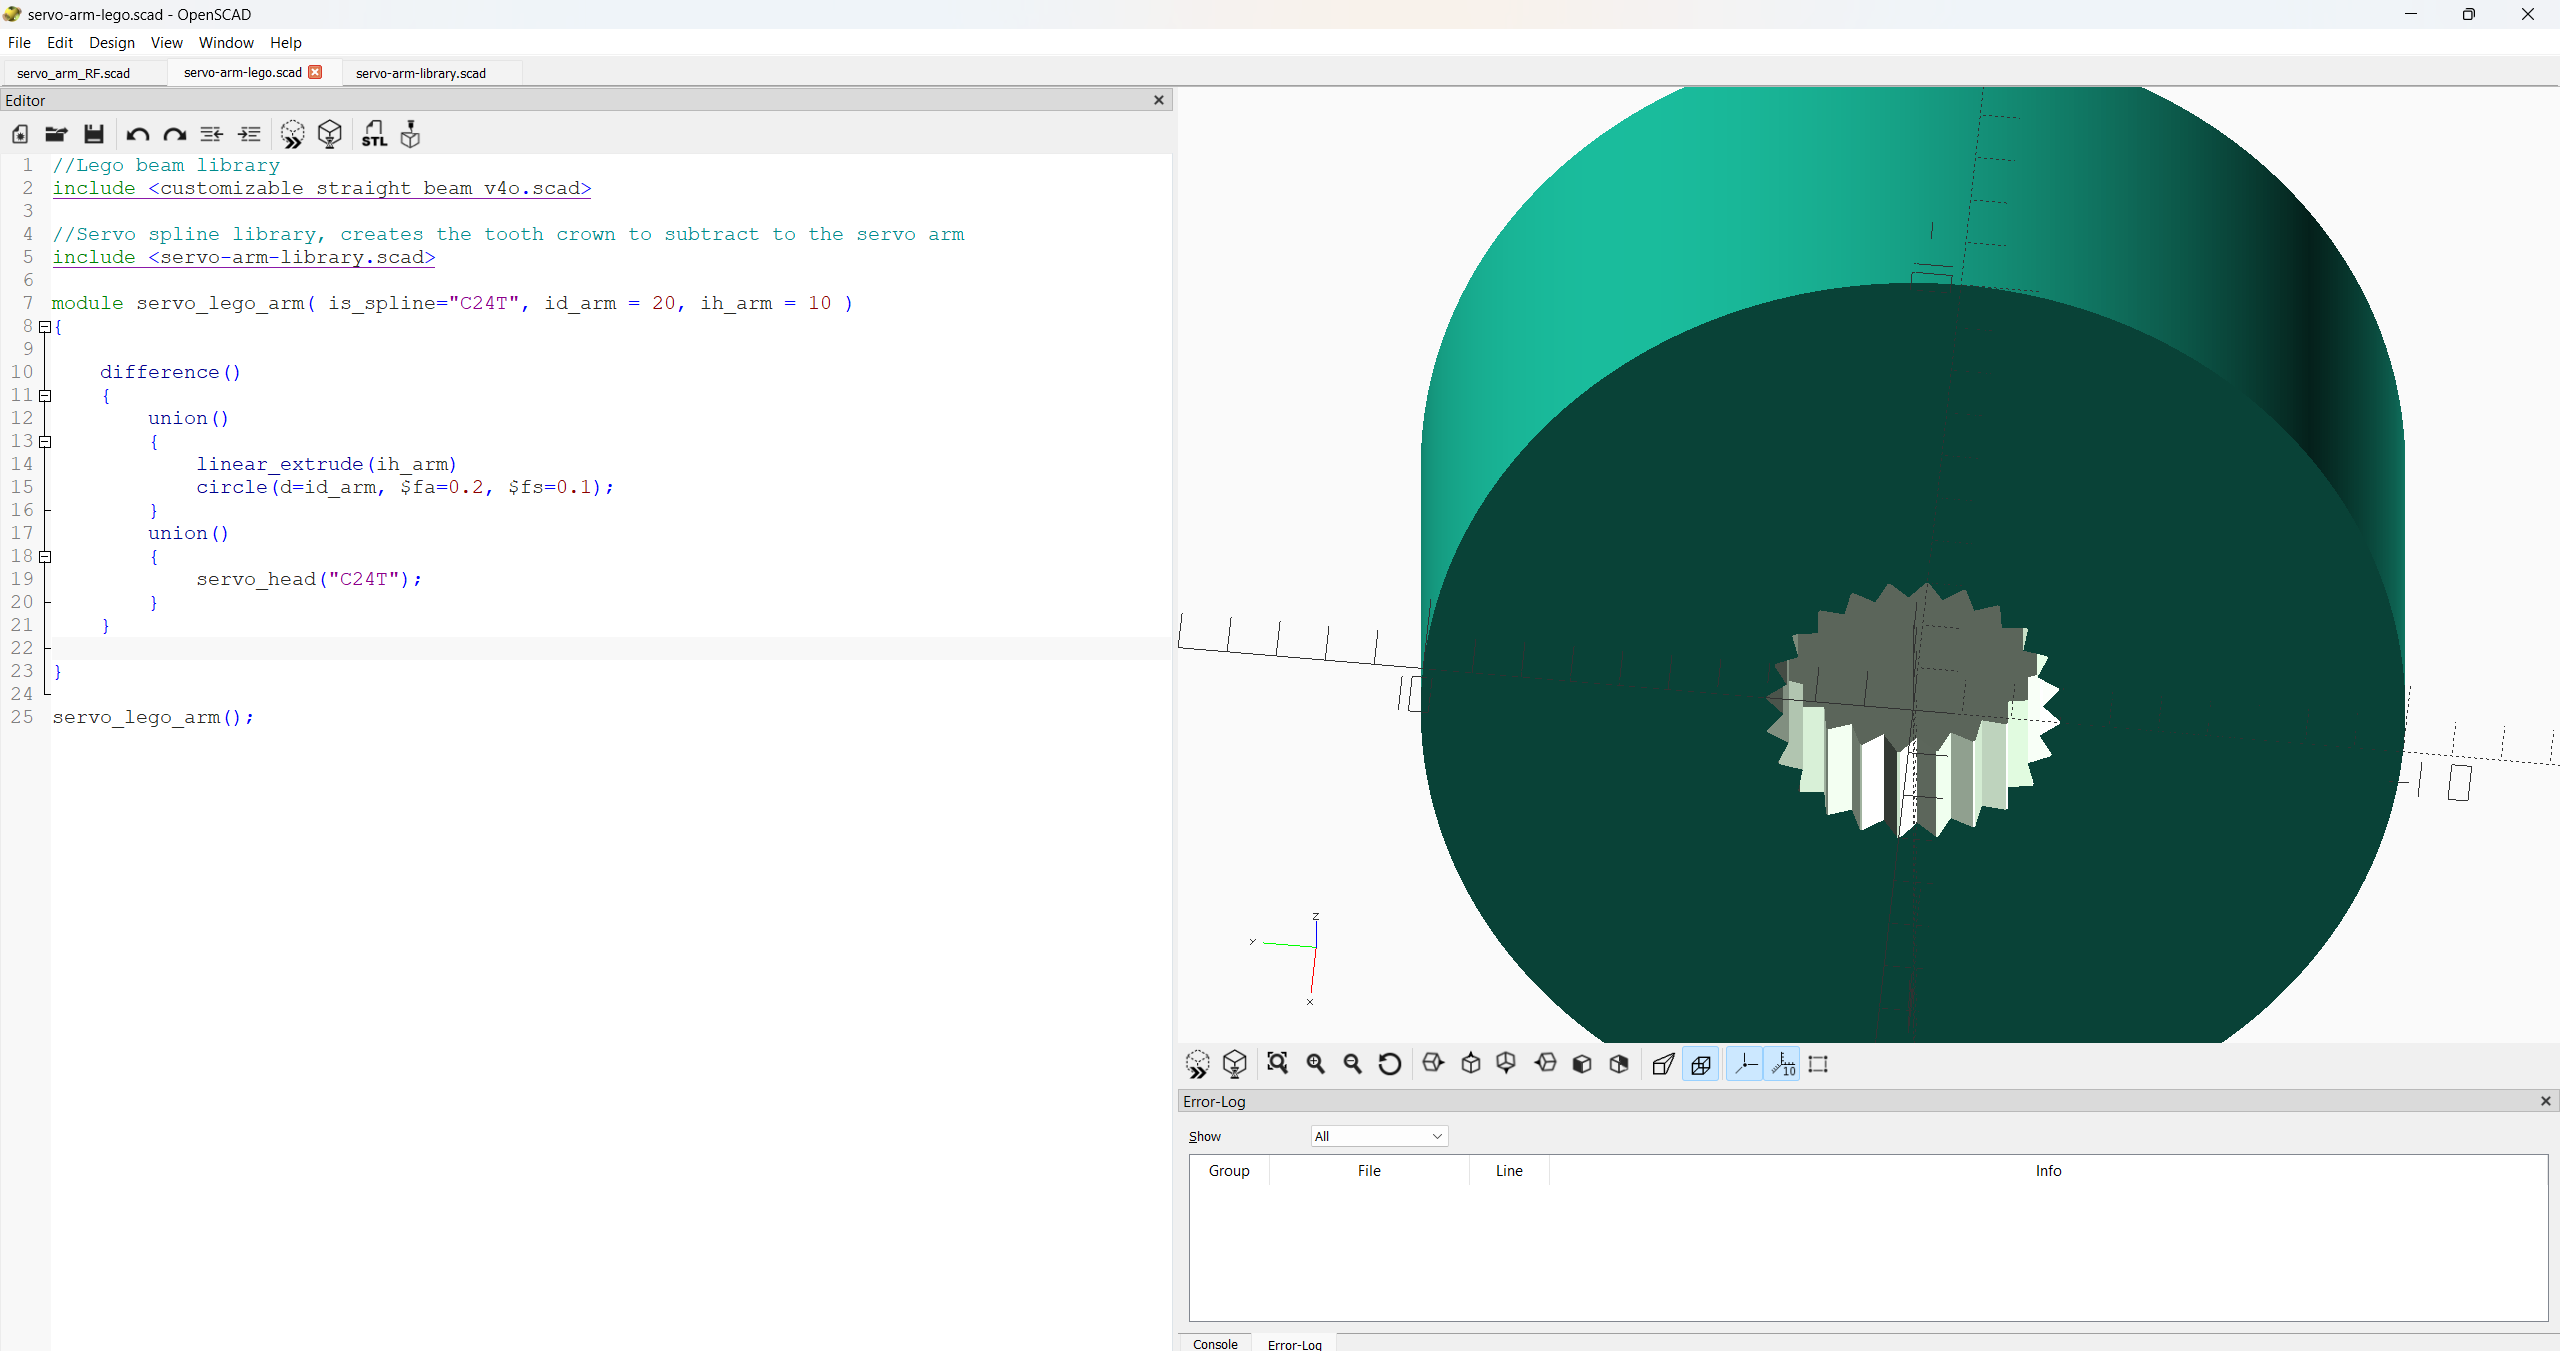 servo-arm-lego.scad - OpenSCAD
File Edit Design View Window Help
servo_arm_RF.scad servo-arm-lego.scad servo-arm-library.scad
Editor
STL
1 //Lego beam library
2 include <customizable straight beam v4o.scad>
3
4 //Servo spline library, creates the tooth crown to subtract to the servo arm
5 include <servo-arm-library.scad>
6
7 module servo_lego_arm( is_spline="C24T", id_arm = 20, ih_arm = 10 )
8 {
9
10 difference()
11 {
12 union()
13 {
14 linear_extrude(ih_arm)
15 circle(d=id_arm, $fa=0.2, $fs=0.1);
16 }
17 union()
18 {
19 servo_head("C24T");
20 }
21 }
22
23 }
24
25 servo_lego_arm();
z
y
x
10
Error-Log
Show All
Group File Line Info
Console Error-Log